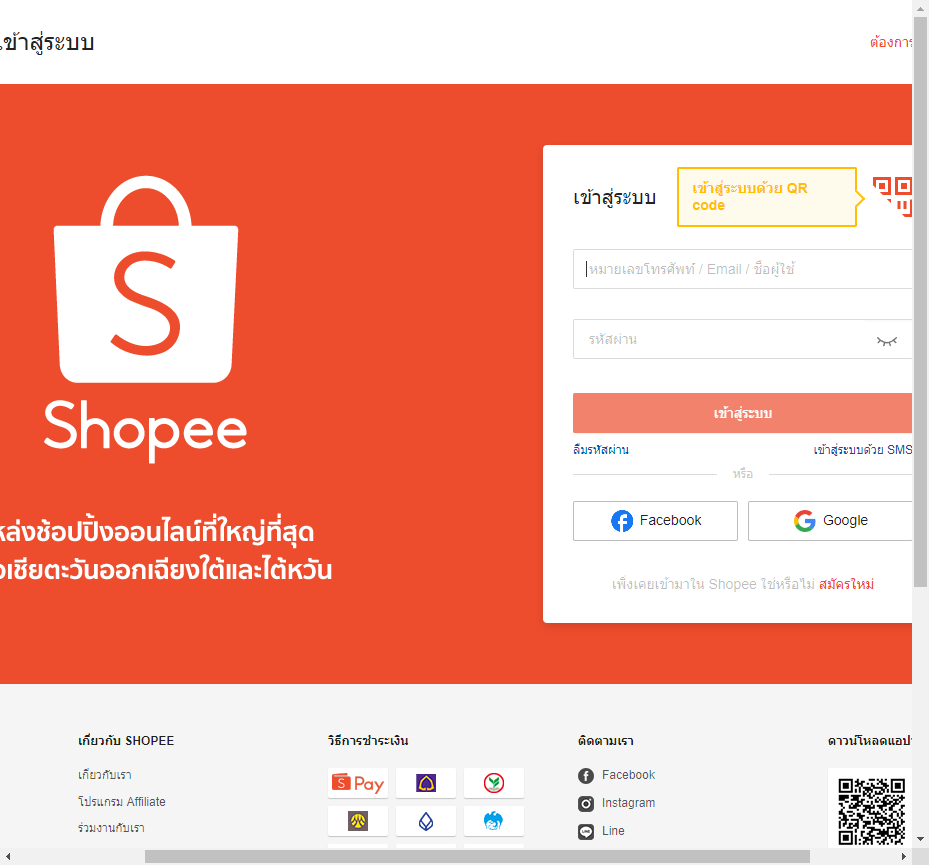 เข้าสู่ระบบ
ต้องการ
Shopee
ล่งช้อปปิ้งออนไลน์ที่ใหญ่ที่สุด
เชียตะวันออกเฉียงใต้และไต้หวัน
เข้าสู่ระบบ
เข้าสู่ระบบด้วย QR
code
หมายเลขโทรศัพท์ / Email / ชื่อผู้ใช้
รหัสผ่าน
เข้าสู่ระบบ
ลืมรหัสผ่าน
เข้าสู่ระบบด้วย SMS
หรือ
Facebook
Google
เพิ่งเคยเข้ามาใน Shopee ใช่หรือไม่ สมัครใหม่
เกี่ยวกับ SHOPEE
เกี่ยวกับเรา
โปรแกรม Affiliate
ร่วมงานกับเรา
วิธีการชำระเงิน
S Pay
ติดตามเรา
Facebook
Instagram
Line
ดาวน์โหลดแอป